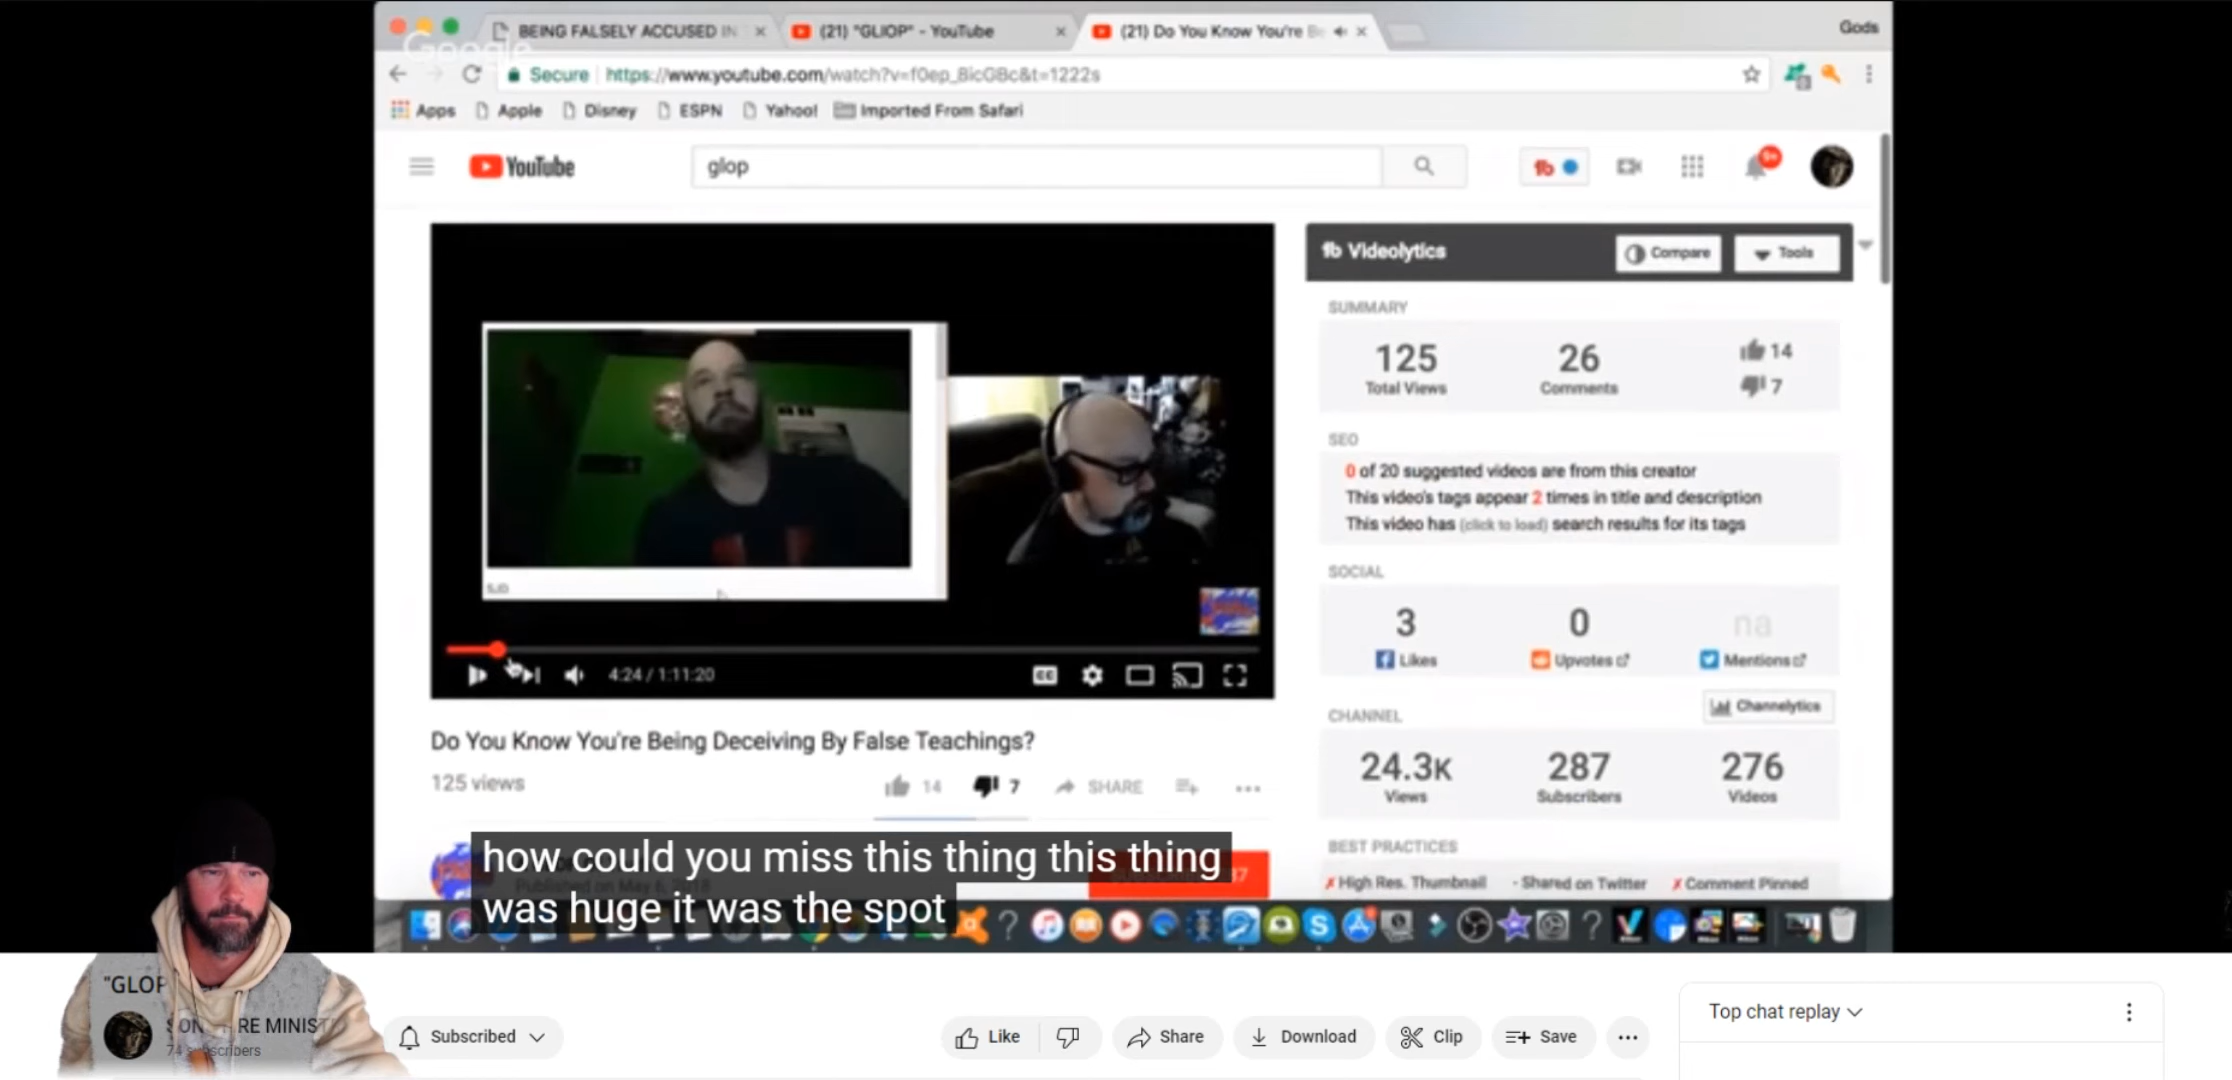 BEING FALSELY ACCUSED IN
(21) "GLIOP" - YouTube
(21) Do You Know You're Be
Gods
Google
Secure
https://www.youtube.com/watch?v=f0ep_BicGBc&t=1222s
Apps
Apple
Disney
ESPN
Yahoo!
Imported From Safari
YouTube
glop
9+
Videolytics
Compare
Tools
SUMMARY
125
Total Views
26
Comments
14
7
SEO
0 of 20 suggested videos are from this creator
This video's tags appear 2 times in title and description
This video has (click to load) search results for its tags
SOCIAL
3
Likes
0
Upvotes
na
Mentions
4:24 / 1:11:20
CC
CHANNEL
Channelytics
24.3K
Views
287
Subscribers
276
Videos
Do You Know You're Being Deceiving By False Teachings?
125 views
14
7
SHARE
BEST PRACTICES
High Res. Thumbnail
- Shared on Twitter
Comment Pinned
how could you miss this thing this thing
was huge it was the spot
"GLOP
RE MINIST
Subscribed
Like
Share
Download
Clip
Save
Top chat replay